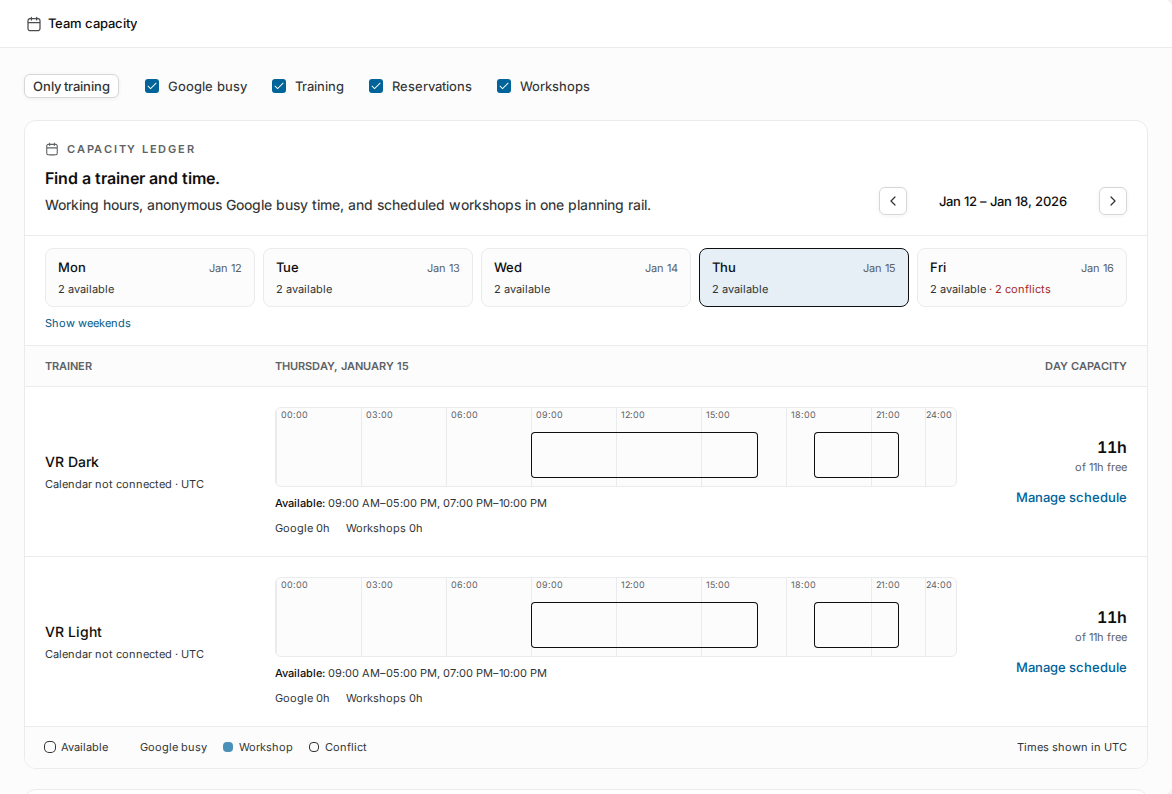 Team capacity
Only training Google busy Training Reservations Workshops
CAPACITY LEDGER
Find a trainer and time.
Working hours, anonymous Google busy time, and scheduled workshops in one planning rail.
Jan 12 – Jan 18, 2026
Mon Jan 12 Tue Jan 13 Wed Jan 14 Thu Jan 15 Fri Jan 16
2 available 2 available 2 available 2 available 2 available · 2 conflicts
Show weekends
TRAINER THURSDAY, JANUARY 15 DAY CAPACITY
00:00 03:00 06:00 09:00 12:00 15:00 18:00 21:00 24:00
VR Dark
Calendar not connected · UTC
Available: 09:00 AM–05:00 PM, 07:00 PM–10:00 PM
Google 0h Workshops 0h
11h
of 11h free
Manage schedule
00:00 03:00 06:00 09:00 12:00 15:00 18:00 21:00 24:00
VR Light
Calendar not connected · UTC
Available: 09:00 AM–05:00 PM, 07:00 PM–10:00 PM
Google 0h Workshops 0h
11h
of 11h free
Manage schedule
Available Google busy Workshop Conflict Times shown in UTC